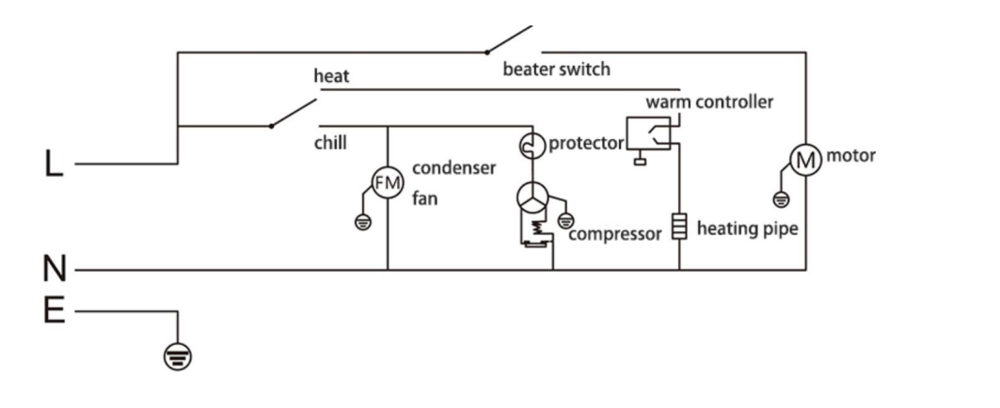 beater switch
heat
warm controller
chill
protector
L
condenser
fan
FM
M
motor
compressor
heating pipe
N
E